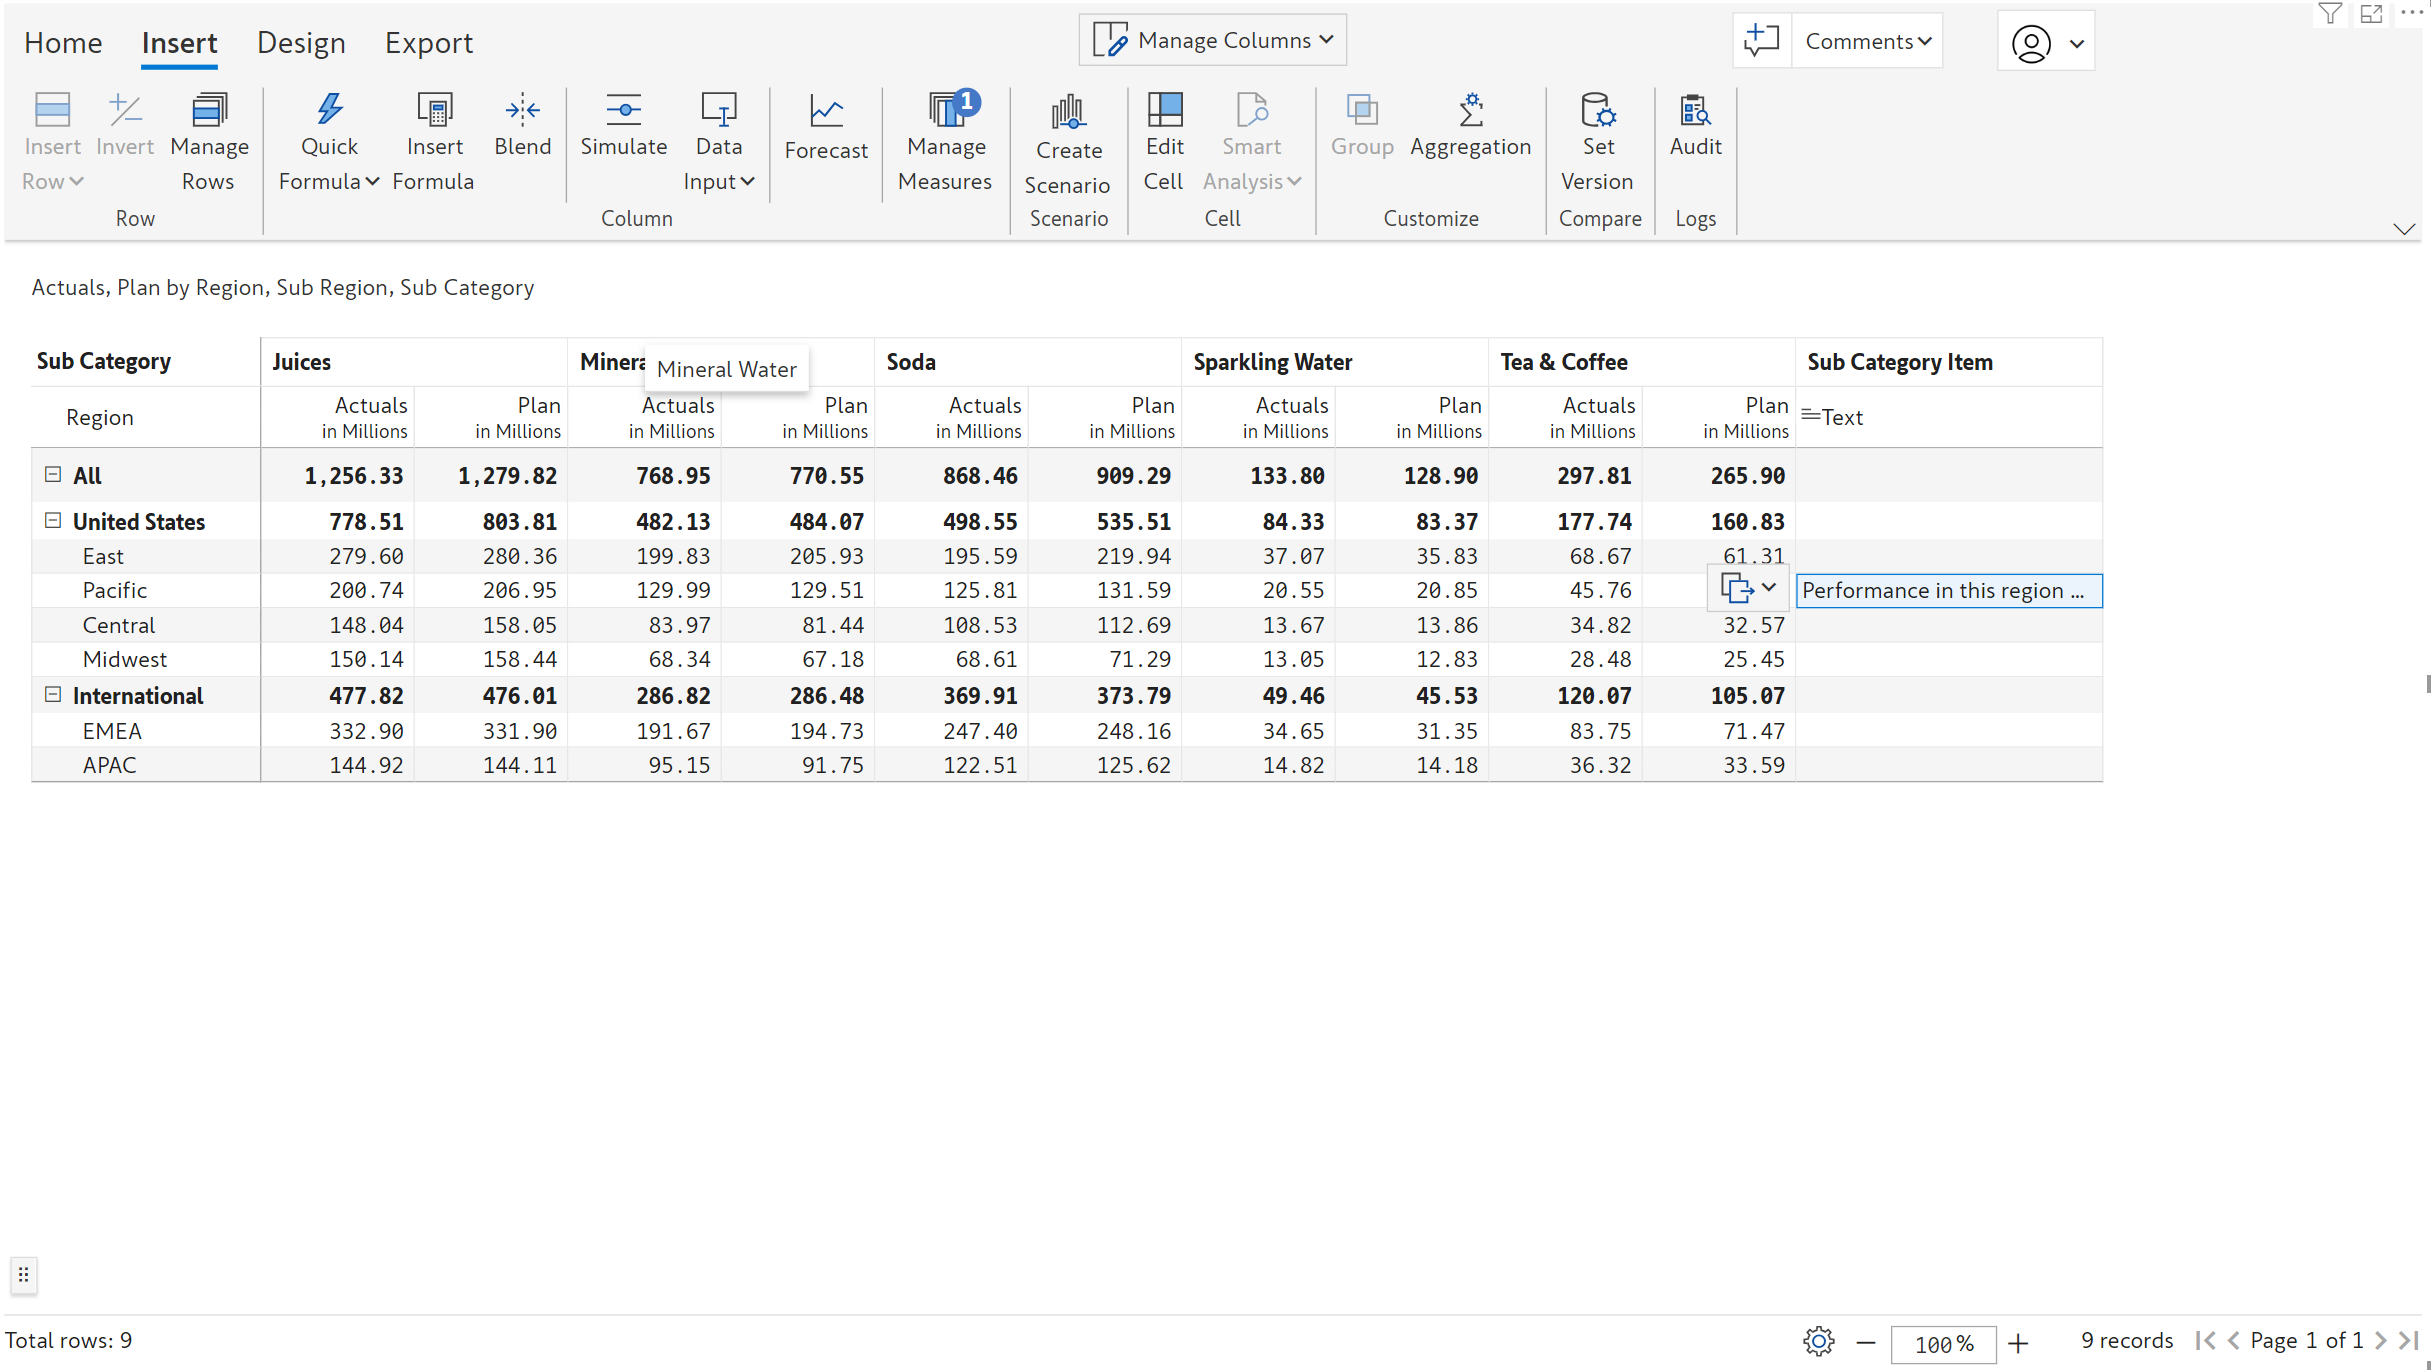 Home Insert Design Export Manage Columns Comments
Insert Row Invert Manage Rows Quick Formula Insert Formula Blend Simulate Data Input Forecast Manage Measures 1 Create Scenario Edit Cell Smart Analysis Group Aggregation Set Version Audit
Row Column Scenario Cell Customize Compare Logs
Actuals, Plan by Region, Sub Region, Sub Category
Sub Category Juices Minera Mineral Water Soda Sparkling Water Tea & Coffee Sub Category Item
Region Actuals Plan Actuals Plan Actuals Plan Actuals Plan Actuals Plan Text
in Millions in Millions in Millions in Millions in Millions in Millions in Millions in Millions in Millions in Millions
All 1,256.33 1,279.82 768.95 770.55 868.46 909.29 133.80 128.90 297.81 265.90
United States 778.51 803.81 482.13 484.07 498.55 535.51 84.33 83.37 177.74 160.83
East 279.60 280.36 199.83 205.93 195.59 219.94 37.07 35.83 68.67 61.31
Pacific 200.74 206.95 129.99 129.51 125.81 131.59 20.55 20.85 45.76 Performance in this region ...
Central 148.04 158.05 83.97 81.44 108.53 112.69 13.67 13.86 34.82 32.57
Midwest 150.14 158.44 68.34 67.18 68.61 71.29 13.05 12.83 28.48 25.45
International 477.82 476.01 286.82 286.48 369.91 373.79 49.46 45.53 120.07 105.07
EMEA 332.90 331.90 191.67 194.73 247.40 248.16 34.65 31.35 83.75 71.47
APAC 144.92 144.11 95.15 91.75 122.51 125.62 14.82 14.18 36.32 33.59
Total rows: 9 100% 9 records Page 1 of 1